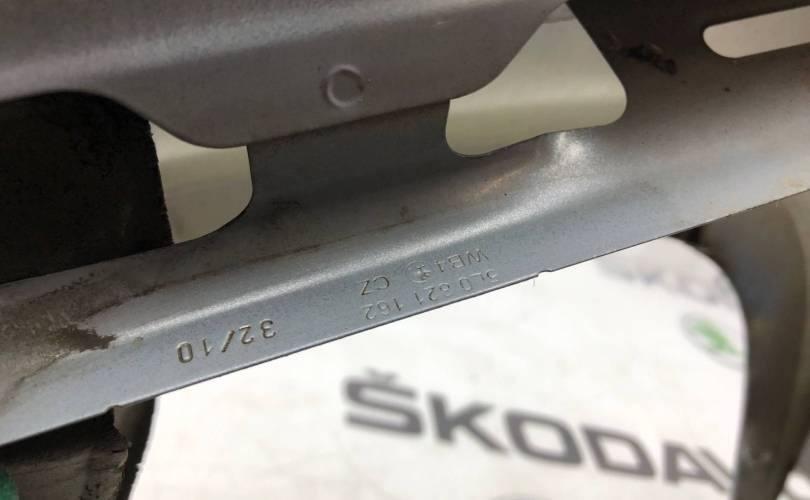 5L0 821 162
WB1 CZ
32/10
ŠKODA